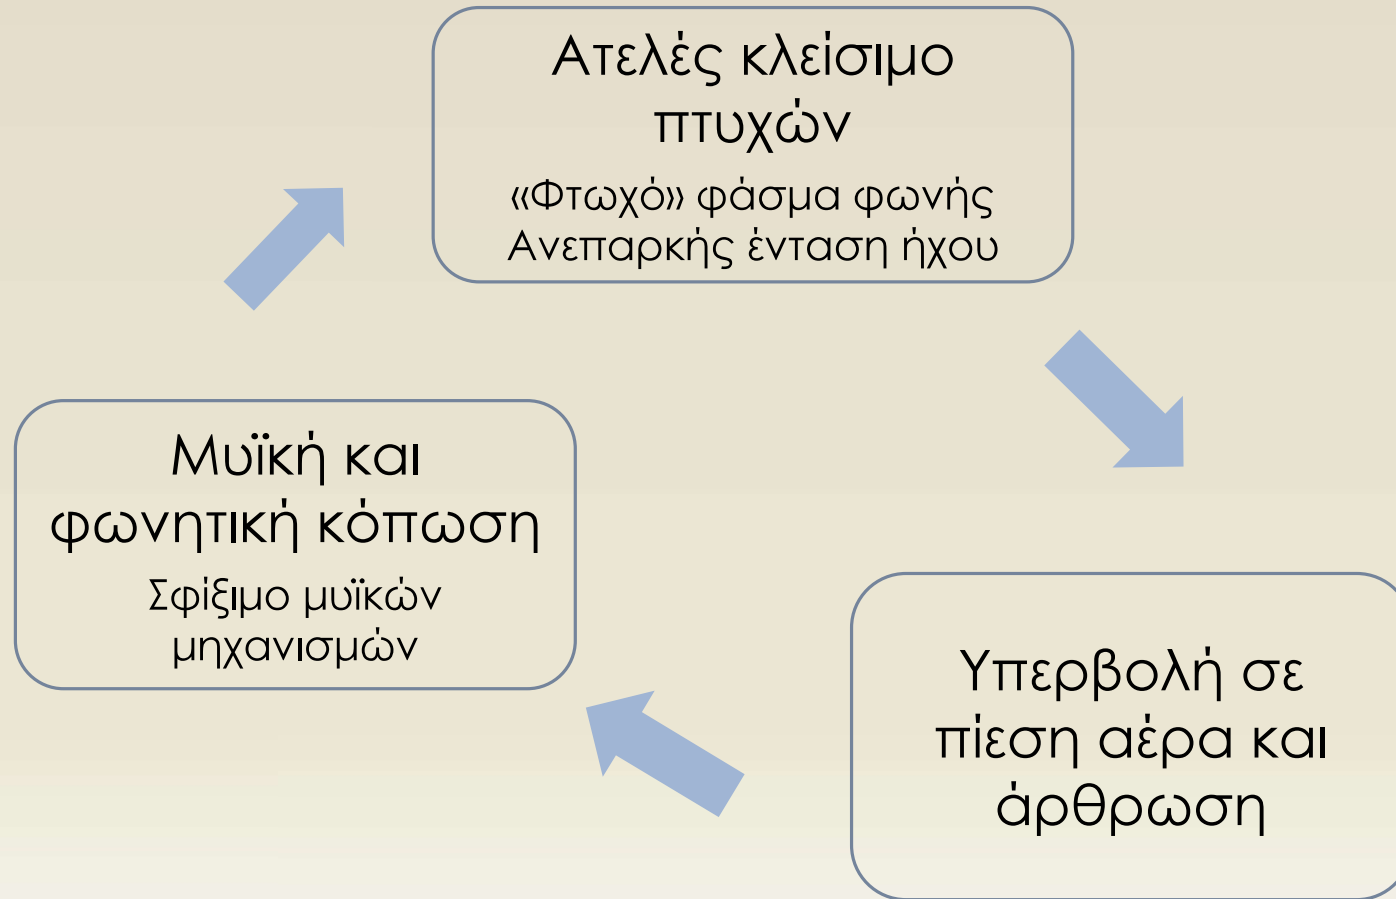 Ατελές κλείσιμο
πτυχών
«Φτωχό» φάσμα φωνής
Ανεπαρκής ένταση ήχου
Υπερβολή σε
πίεση αέρα και
άρθρωση
Μυϊκή και
φωνητική κόπωση
Σφίξιμο μυϊκών
μηχανισμών